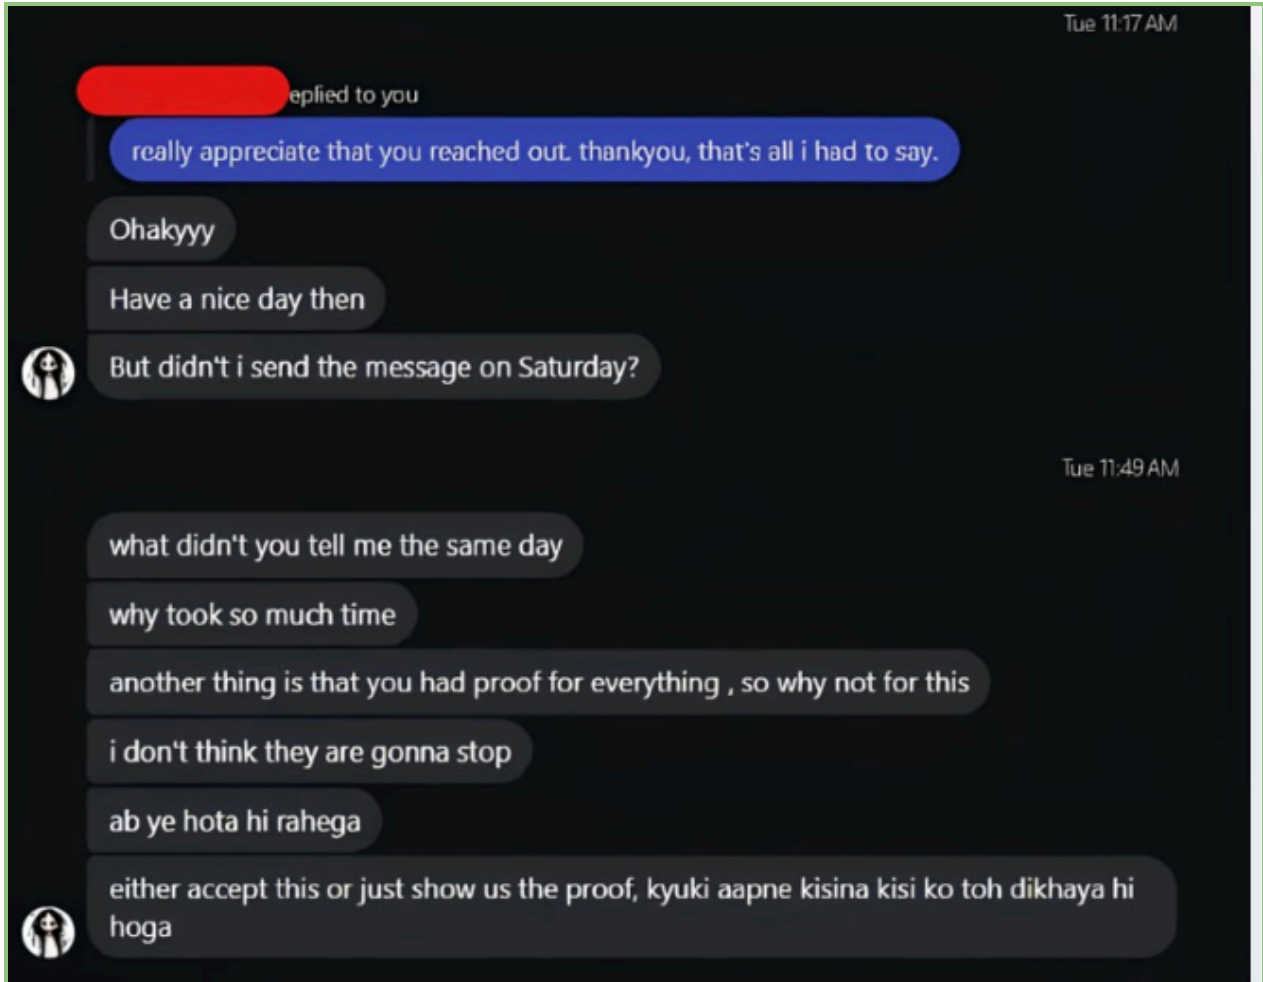 Tue 11:17 AM
eplied to you
really appreciate that you reached out. thankyou, that's all i had to say.
Ohakyyy
Have a nice day then
But didn't i send the message on Saturday?
Tue 11:49 AM
what didn't you tell me the same day
why took so much time
another thing is that you had proof for everything , so why not for this
i don't think they are gonna stop
ab ye hota hi rahega
either accept this or just show us the proof, kyuki aapne kisina kisi ko toh dikhaya hi
hoga